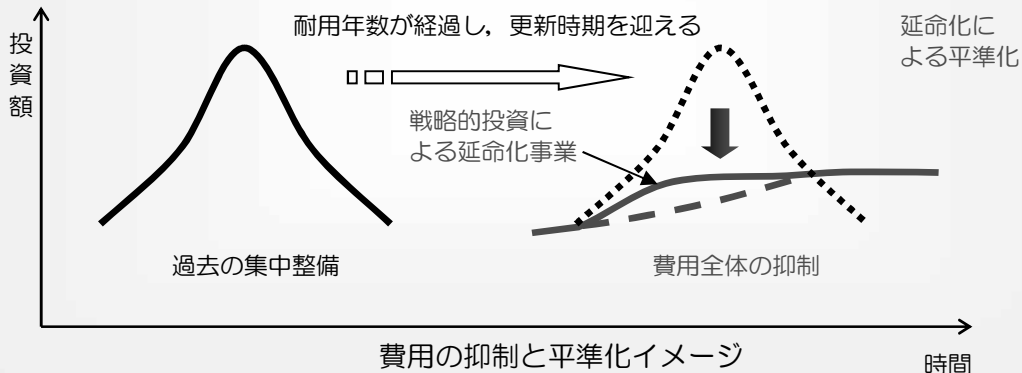 投資額
耐用年数が経過し，更新時期を迎える
延命化に
よる平準化
戦略的投資に
よる延命化事業
過去の集中整備
費用全体の抑制
費用の抑制と平準化イメージ
時間